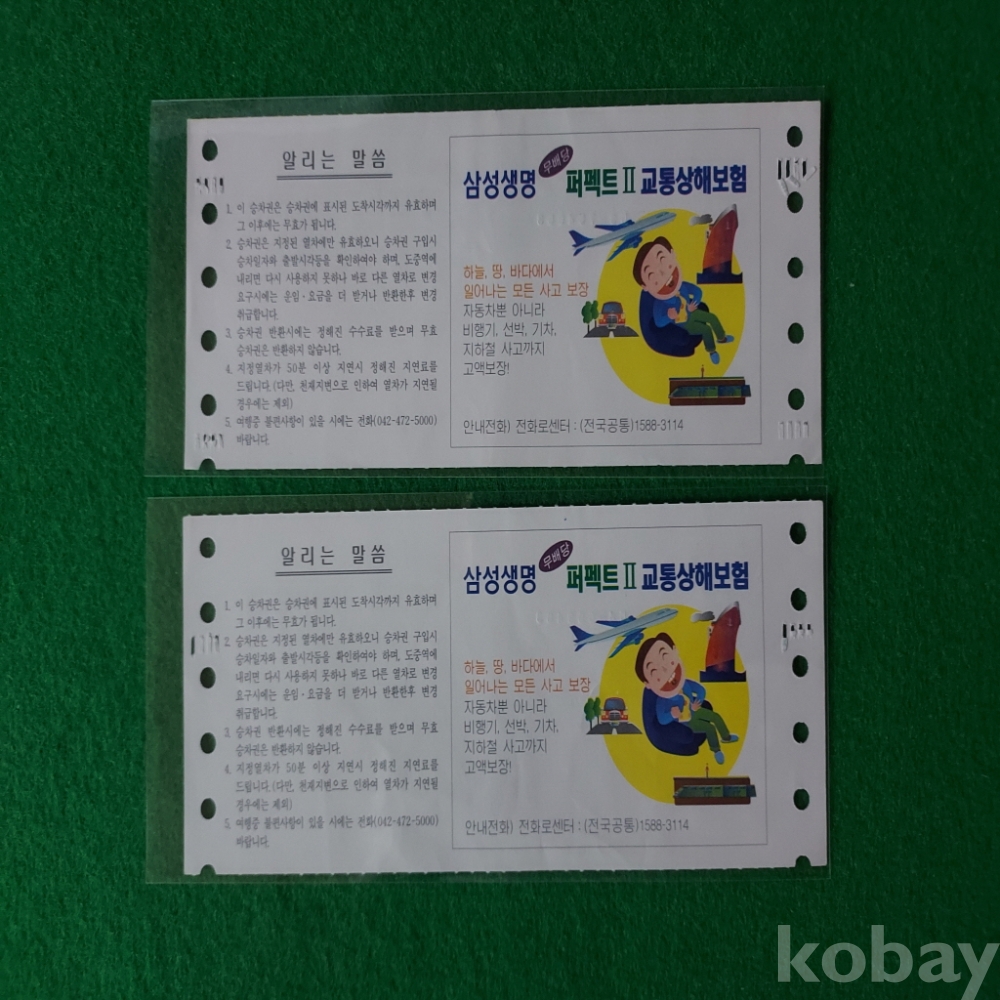 알리는 말씀
1. 이 승차권은 승차권에 표시된 도착시각까지 유효하며
그 이후에는 무효가 됩니다.
2. 승차권은 지정된 열차에만 유효하오니 승차권 구입시
승차일자와 출발시각등을 확인하여야 하며, 도중역에
내리면 다시 사용하지 못하나 바로 다른 열차로 변경
요구시에는 운임·요금을 더 받거나 반환한후 변경
취급합니다.
3. 승차권 반환시에는 정해진 수수료를 받으며 무효
승차권은 반환하지 않습니다.
4. 지정열차가 50분 이상 지연시 정해진 지연료를
드립니다.(다만, 천재지변으로 인하여 열차가 지연될
경우에는 제외)
5. 여행중 불편사항이 있을 시에는 전화(042-472-5000)
바랍니다.
삼성생명 무배당 퍼펙트Ⅱ교통상해보험
하늘, 땅, 바다에서
일어나는 모든 사고 보장
자동차뿐 아니라
비행기, 선박, 기차,
지하철 사고까지
고액보장!
안내전화) 전화로센터 : (전국공통)1588-3114
알리는 말씀
1. 이 승차권은 승차권에 표시된 도착시각까지 유효하며
그 이후에는 무효가 됩니다.
2. 승차권은 지정된 열차에만 유효하오니 승차권 구입시
승차일자와 출발시각등을 확인하여야 하며, 도중역에
내리면 다시 사용하지 못하나 바로 다른 열차로 변경
요구시에는 운임·요금을 더 받거나 반환한후 변경
취급합니다.
3. 승차권 반환시에는 정해진 수수료를 받으며 무효
승차권은 반환하지 않습니다.
4. 지정열차가 50분 이상 지연시 정해진 지연료를
드립니다.(다만, 천재지변으로 인하여 열차가 지연될
경우에는 제외)
5. 여행중 불편사항이 있을 시에는 전화(042-472-5000)
바랍니다.
삼성생명 무배당 퍼펙트Ⅱ교통상해보험
하늘, 땅, 바다에서
일어나는 모든 사고 보장
자동차뿐 아니라
비행기, 선박, 기차,
지하철 사고까지
고액보장!
안내전화) 전화로센터 : (전국공통)1588-3114
kobay